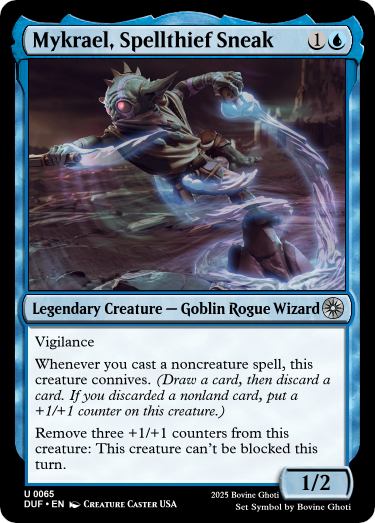 Mykrael, Spellthief Sneak 1
Legendary Creature — Goblin Rogue Wizard
Vigilance
Whenever you cast a noncreature spell, this
creature connives. (Draw a card, then discard a
card. If you discarded a nonland card, put a
+1/+1 counter on this creature.)
Remove three +1/+1 counters from this
creature: This creature can't be blocked this
turn.
1/2
U 0065
DUF • EN Creature Caster USA
2025 Bovine Ghoti
Set Symbol by Bovine Ghoti